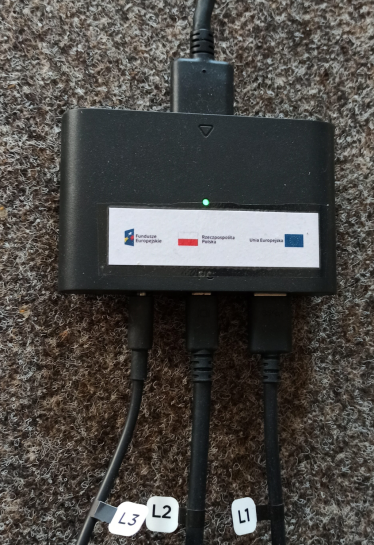 Fundusze
Europejskie
Rzeczpospolita
Polska
Unia Europejska
L3
L2
L1